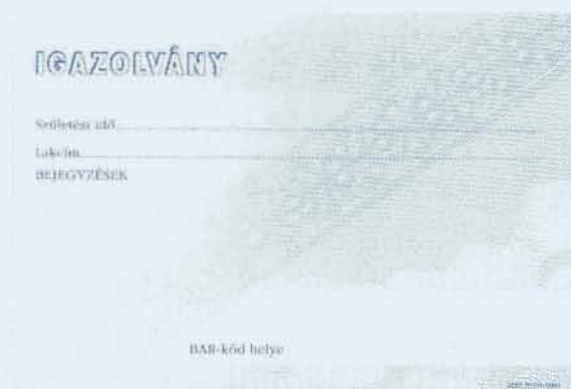 IGAZOLVÁNY
Születési idő
Lakcím
BEJEGYZÉSEK
BAR-kód helye